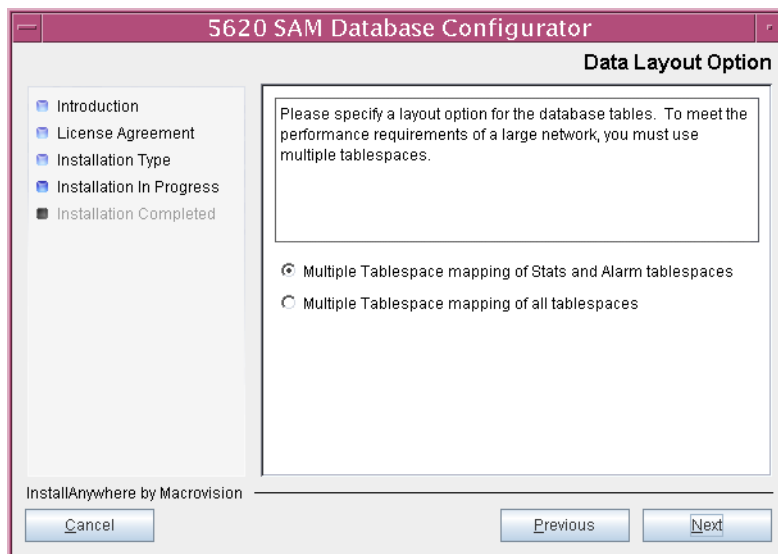 5620 SAM Database Configurator
Data Layout Option
Introduction
License Agreement
Installation Type
Installation In Progress
Installation Completed
Please specify a layout option for the database tables. To meet the
performance requirements of a large network, you must use
multiple tablespaces.
Multiple Tablespace mapping of Stats and Alarm tablespaces
Multiple Tablespace mapping of all tablespaces
InstallAnywhere by Macrovision
Cancel
Previous
Next